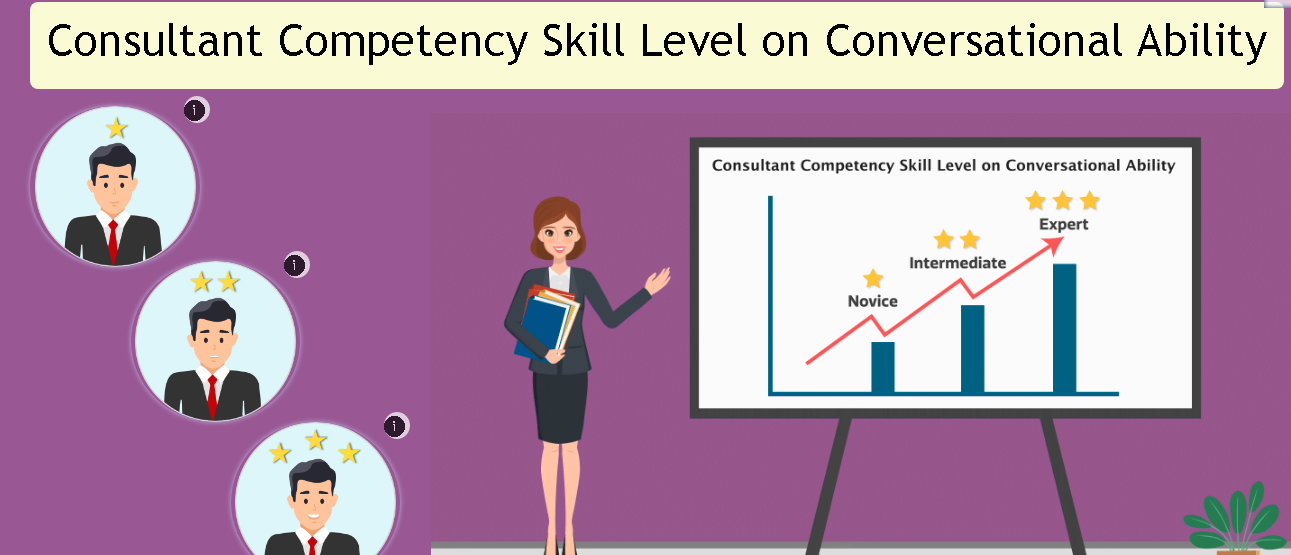 Consultant Competency Skill Level on Conversational Ability
i
i
i
Consultant Competency Skill Level on Conversational Ability
Expert
Intermediate
Novice